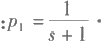 :p₁ = 1/(s + 1) ·